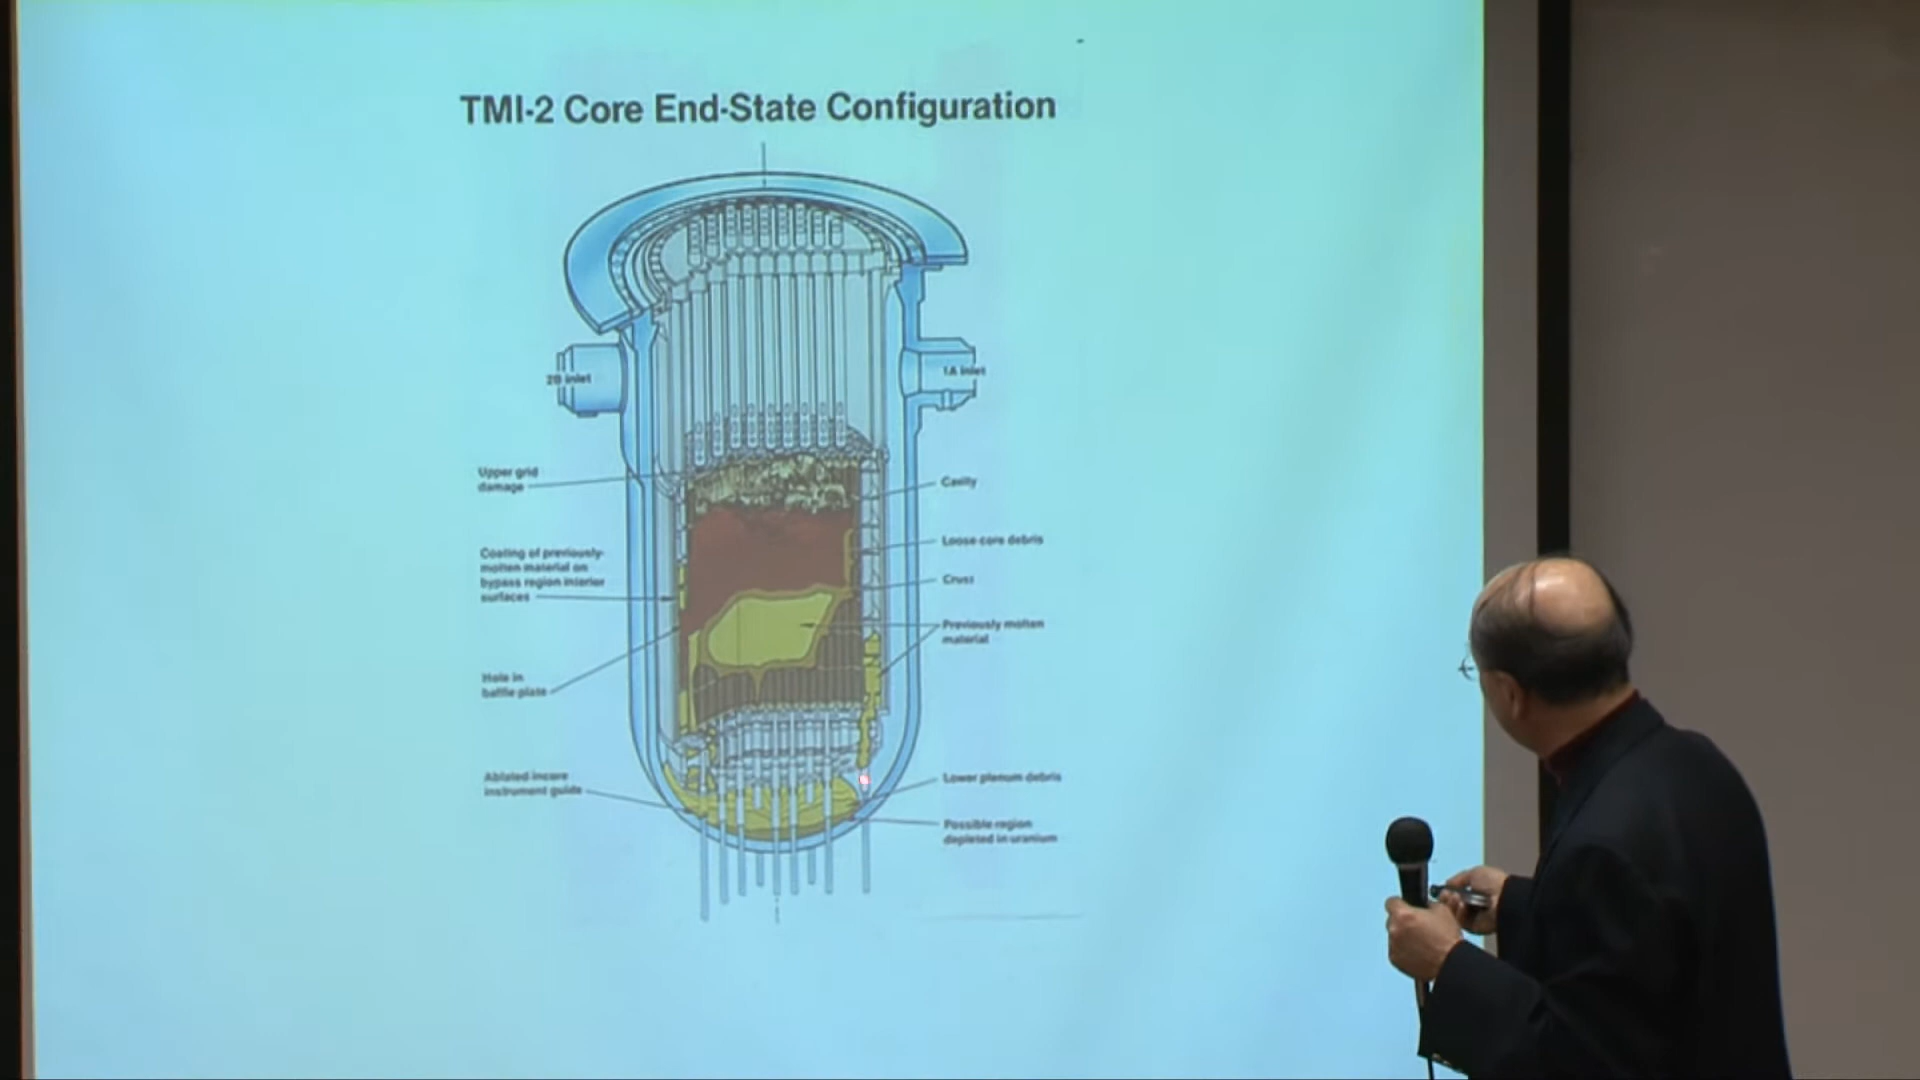 TMI-2 Core End-State Configuration
2B inlet
1A inlet
Upper grid
damage
Cavity
Loose core debris
Coating of previously-
molten material on
bypass region interior
surfaces
Crust
Previously molten
material
Hole in
baffle plate
Ablated incore
instrument guide
Lower plenum debris
Possible region
depleted in uranium